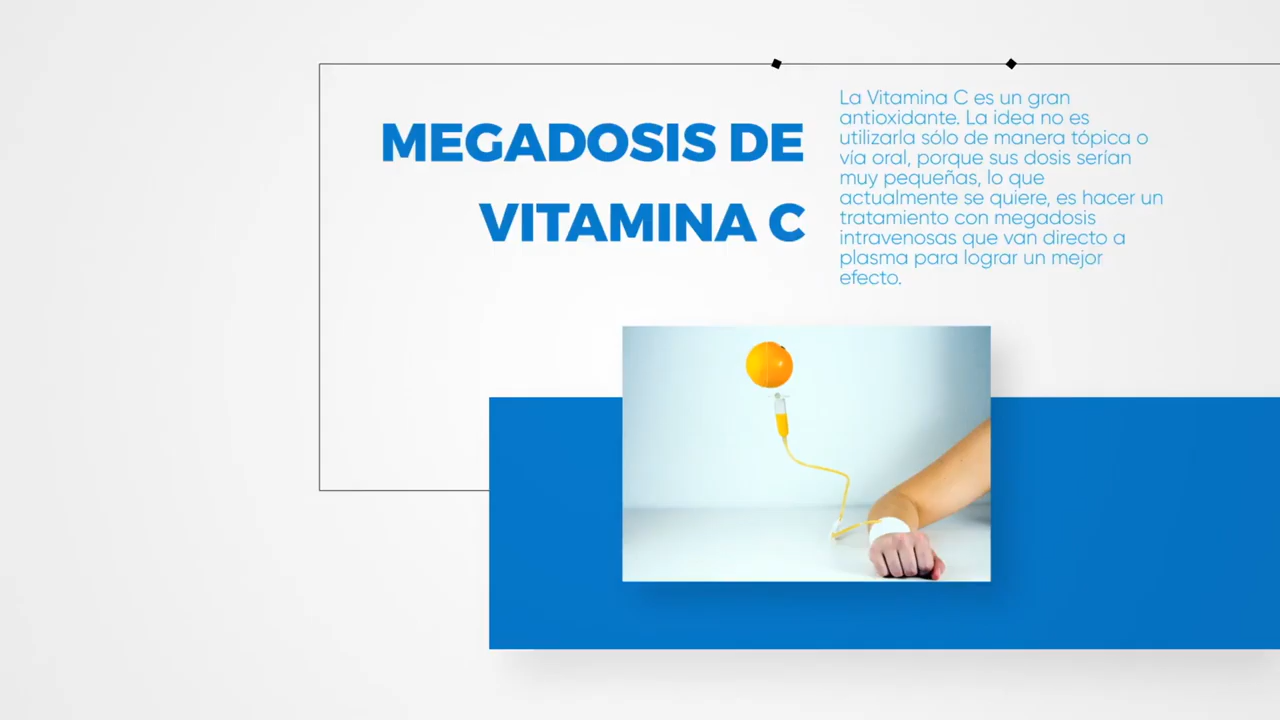 MEGADOSIS DE
VITAMINA C
La Vitamina C es un gran
antioxidante. La idea no es
utilizarla sólo de manera tópica o
vía oral, porque sus dosis serían
muy pequeñas, lo que
actualmente se quiere, es hacer un
tratamiento con megadosis
intravenosas que van directo a
plasma para lograr un mejor
efecto.